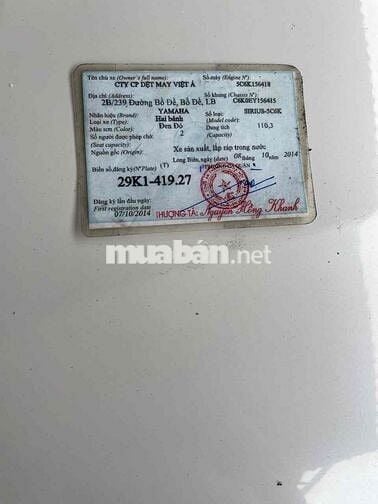 Tên chủ xe (Owner's full name): Số máy (Engine N°)
CTY CP DỆT MAY VIỆT Á 5C6K156418
Địa chỉ (Address): Số khung (Chassis N°)
2B/239 Đường Bồ Đề, Bồ Đề, LB C6K0EY156415
Nhãn hiệu (Brand): YAMAHA Số loại: SIRIUS-5C6K
Loại xe (Type): Hai bánh (Model code):
Màu sơn (Color): Đen Đỏ Dung tích 110,3
Số người được phép chở: 2
(Seat capacity) (Capacity)
Nguồn gốc (Origin): Xe sản xuất, lắp ráp trong nước
Long Biên, ngày (date) 08 10 năm 2014
Biển số đăng ký (N° Plate) (T)
29K1-419.27
Đăng ký lần đầu ngày:
First registration date
07/10/2014 THƯỢNG TÁ: Nguyễn Hồng Khanh
muabán.net